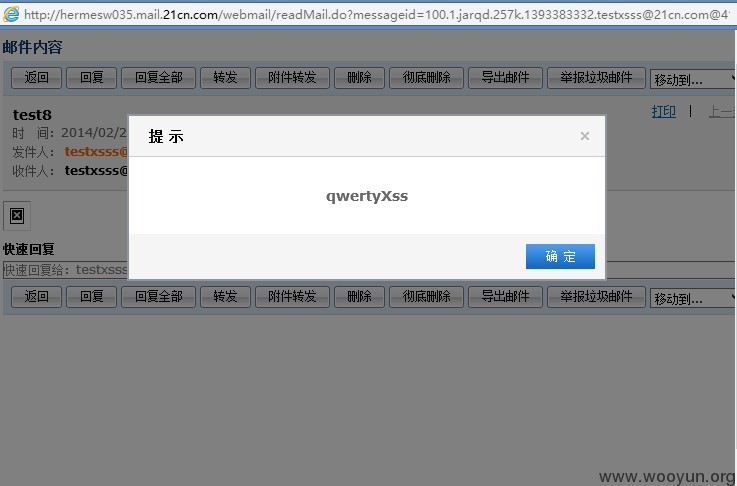 http://hermesw035.mail.21cn.com/webmail/readMail.do?messageid=100.1.jarqd.257k.1393383332.testxsss@21cn.com@4
邮件内容
返回 回复 回复全部 转发 附件转发 删除 彻底删除 导出邮件 举报垃圾邮件 移动到...
test8 打印 | 上一
时 间：2014/02/2
发件人：testxsss@
收件人：testxsss@
提 示 ×
qwertyXss
确 定
快速回复
快速回复给：testxsss
返回 回复 回复全部 转发 附件转发 删除 彻底删除 导出邮件 举报垃圾邮件 移动到...
www.wooyun.org